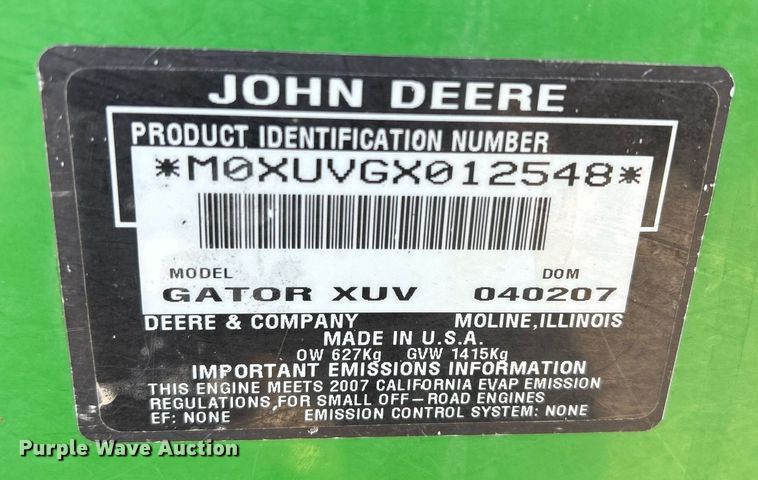 JOHN DEERE
PRODUCT IDENTIFICATION NUMBER
*M0XUVGX012548*
MODEL DOM
GATOR XUV 040207
DEERE & COMPANY MOLINE, ILLINOIS
MADE IN U.S.A.
OW 627Kg GVW 1415Kg
IMPORTANT EMISSIONS INFORMATION
THIS ENGINE MEETS 2007 CALIFORNIA EVAP EMISSION
REGULATIONS FOR SMALL OFF-ROAD ENGINES
EF: NONE EMISSION CONTROL SYSTEM: NONE
Purple Wave Auction